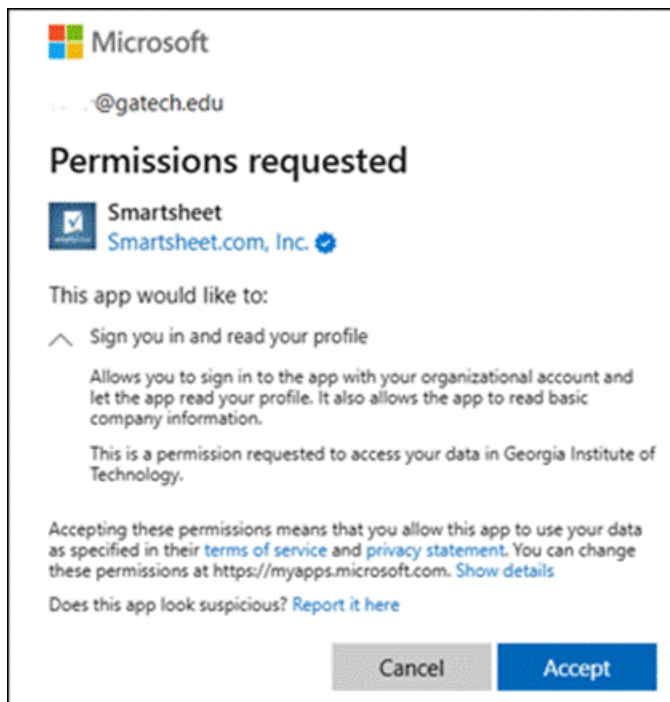 Microsoft
@gatech.edu
Permissions requested
Smartsheet
Smartsheet.com, Inc.
This app would like to:
Sign you in and read your profile
Allows you to sign in to the app with your organizational account and
let the app read your profile. It also allows the app to read basic
company information.
This is a permission requested to access your data in Georgia Institute of
Technology.
Accepting these permissions means that you allow this app to use your data
as specified in their terms of service and privacy statement. You can change
these permissions at https://myapps.microsoft.com. Show details
Does this app look suspicious? Report it here
Cancel Accept